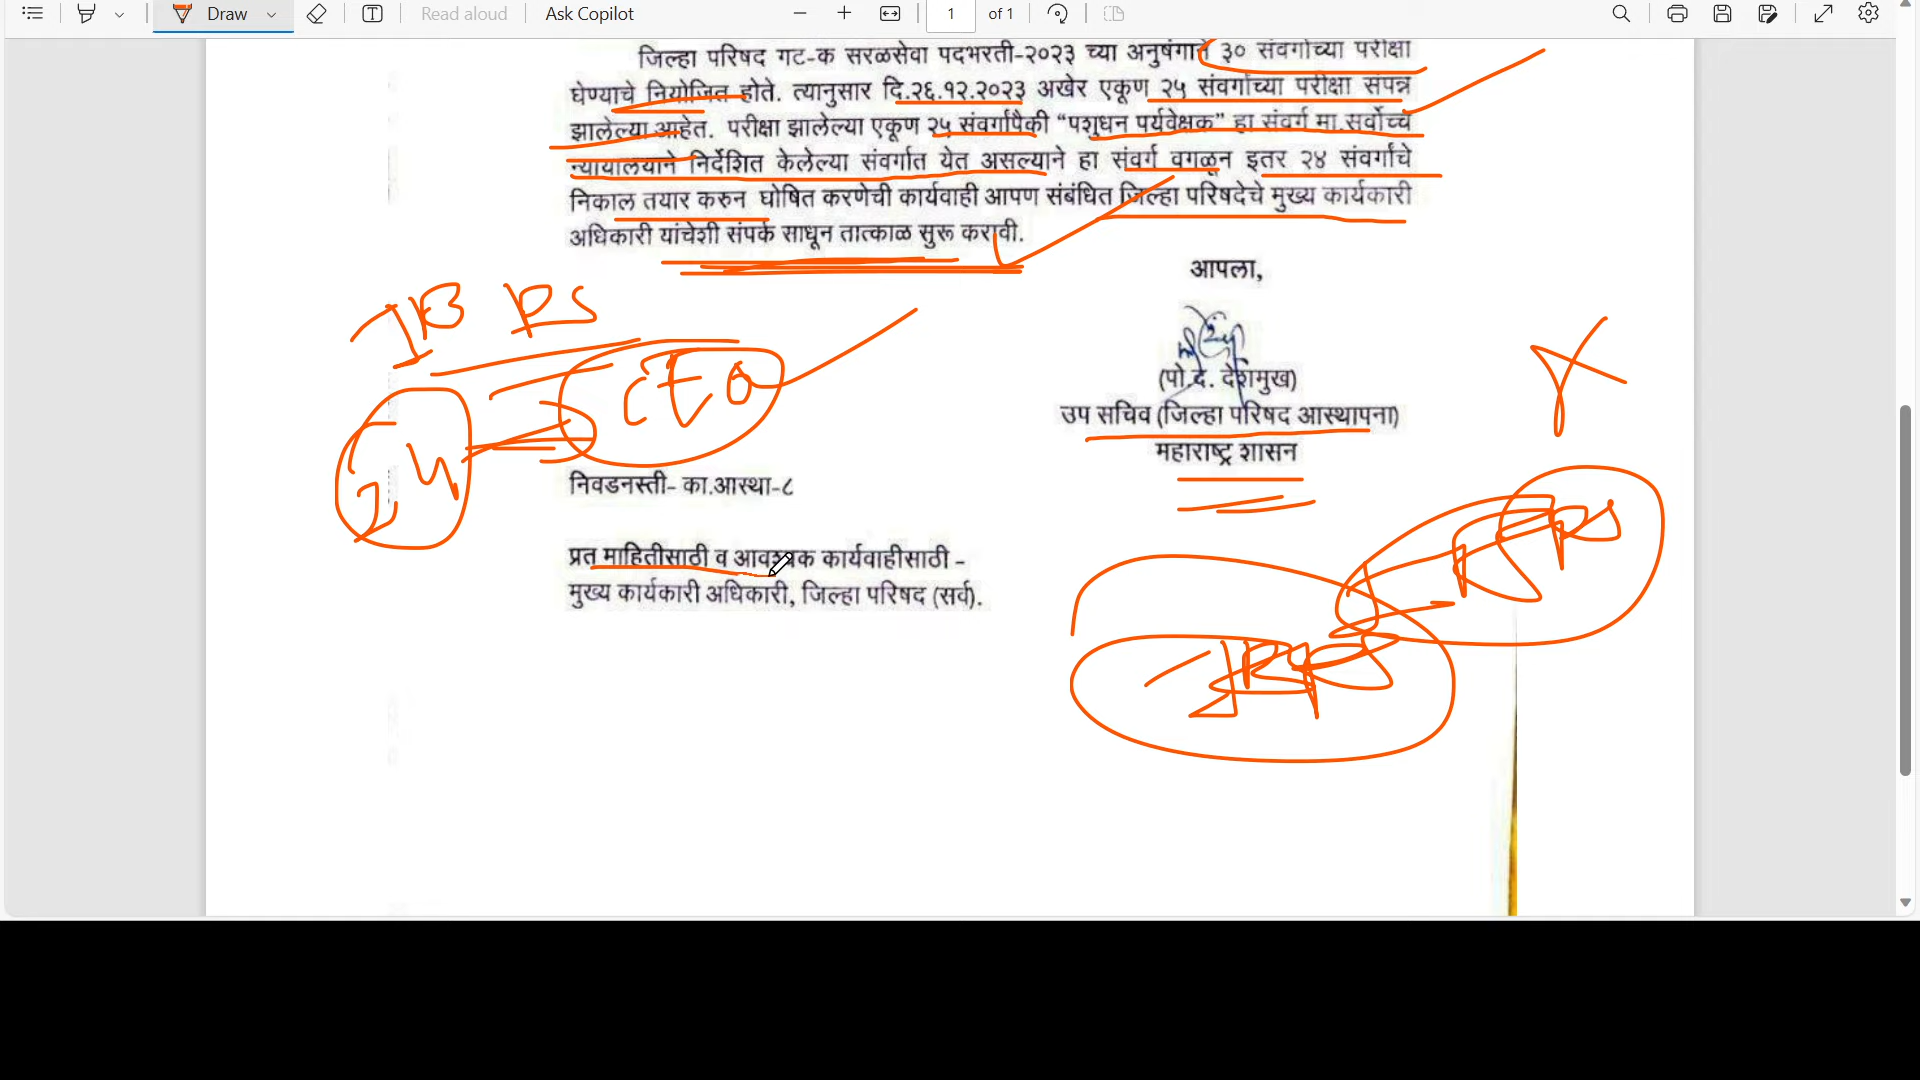 Draw
Read aloud
Ask Copilot
1
of 1
जिल्हा परिषद गट-क सरळसेवा पदभरती-२०२३ च्या अनुषंगाने ३० संवर्गाच्या परीक्षा
घेण्याचे नियोजित होते. त्यानुसार दि.२६.१२.२०२३ अखेर एकूण २५ संवर्गाच्या परीक्षा संपन्न
झालेल्या आहेत. परीक्षा झालेल्या एकूण २५ संवर्गापैकी “पशुधन पर्यवेक्षक” हा संवर्ग मा.सर्वोच्च
न्यायालयाने निर्देशित केलेल्या संवर्गात येत असल्याने हा संवर्ग वगळून इतर २४ संवर्गांचे
निकाल तयार करुन घोषित करणेची कार्यवाही आपण संबंधित जिल्हा परिषदेचे मुख्य कार्यकारी
अधिकारी यांचेशी संपर्क साधून तात्काळ सुरू करावी.
आपला,
IB PS
(पो.द. देशमुख)
उप सचिव (जिल्हा परिषद आस्थापना)
महाराष्ट्र शासन
निवडनस्ती- का.आस्था-८
प्रत माहितीसाठी व आवश्यक कार्यवाहीसाठी -
मुख्य कार्यकारी अधिकारी, जिल्हा परिषद (सर्व).